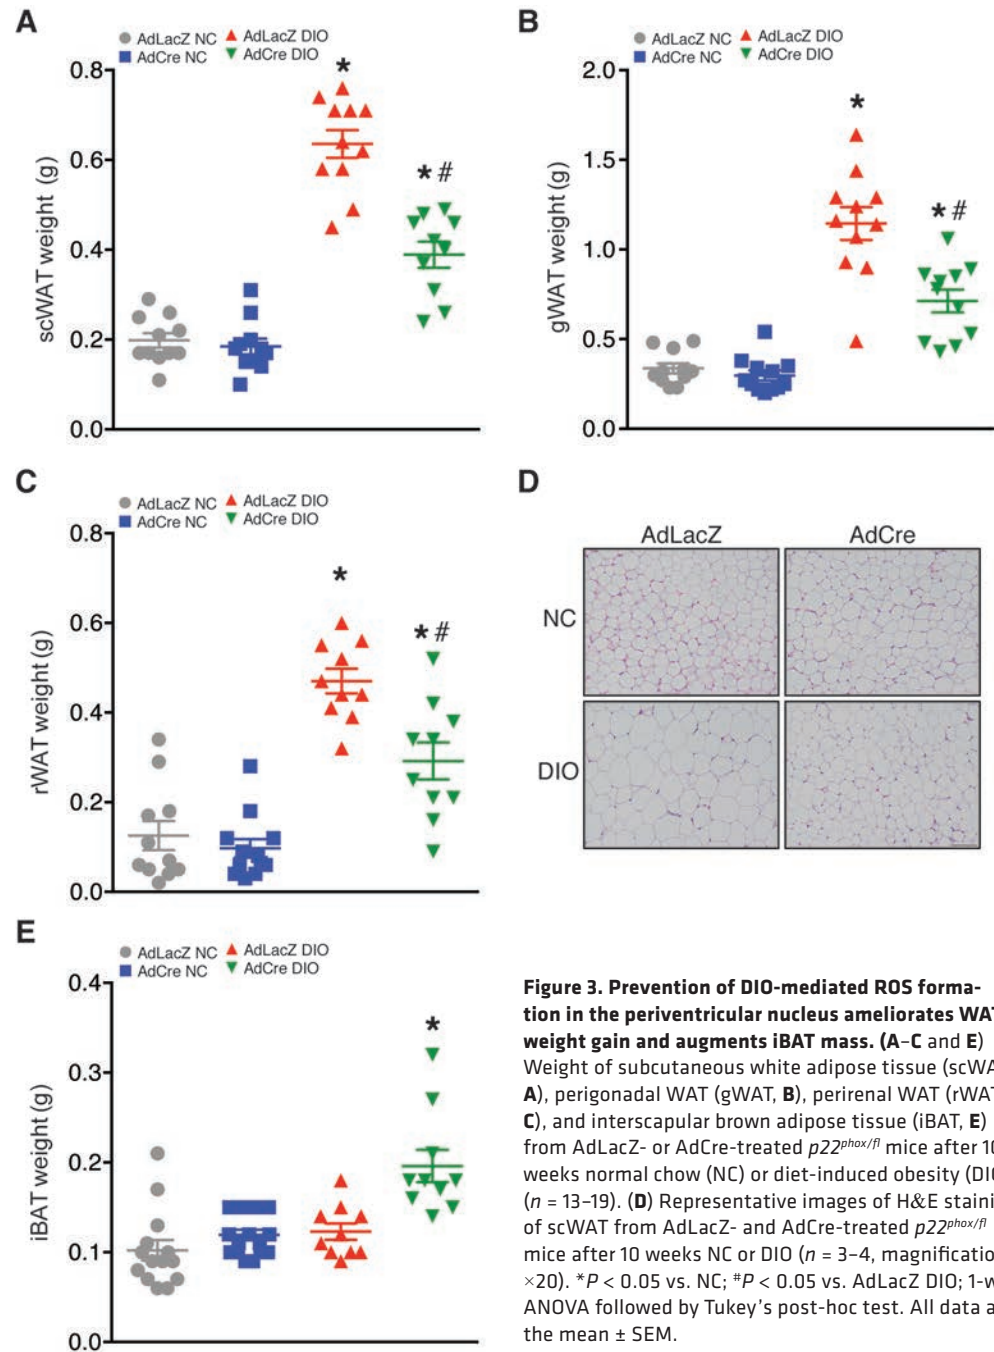 A
AdLacZ NC
AdLacZ DIO
AdCre NC
AdCre DIO
scWAT weight (g)
0.8
0.6
0.4
0.2
0.0
*
* #
B
AdLacZ NC
AdLacZ DIO
AdCre NC
AdCre DIO
gWAT weight (g)
2.0
1.5
1.0
0.5
0.0
*
* #
C
AdLacZ NC
AdLacZ DIO
AdCre NC
AdCre DIO
rWAT weight (g)
0.8
0.6
0.4
0.2
0.0
*
* #
D
AdLacZ AdCre
NC
DIO
E
AdLacZ NC
AdLacZ DIO
AdCre NC
AdCre DIO
iBAT weight (g)
0.4
0.3
0.2
0.1
0.0
*
Figure 3. Prevention of DIO-mediated ROS forma-
tion in the periventricular nucleus ameliorates WAT
weight gain and augments iBAT mass. (A–C and E)
Weight of subcutaneous white adipose tissue (scWA
A), perigonadal WAT (gWAT, B), perirenal WAT (rWAT
C), and interscapular brown adipose tissue (iBAT, E)
from AdLacZ- or AdCre-treated p22phox/fl mice after 10
weeks normal chow (NC) or diet-induced obesity (DIO
(n = 13–19). (D) Representative images of H&E staini
of scWAT from AdLacZ- and AdCre-treated p22phox/fl
mice after 10 weeks NC or DIO (n = 3–4, magnificatio
×20). *P < 0.05 vs. NC; #P < 0.05 vs. AdLacZ DIO; 1-w
ANOVA followed by Tukey's post-hoc test. All data a
the mean ± SEM.